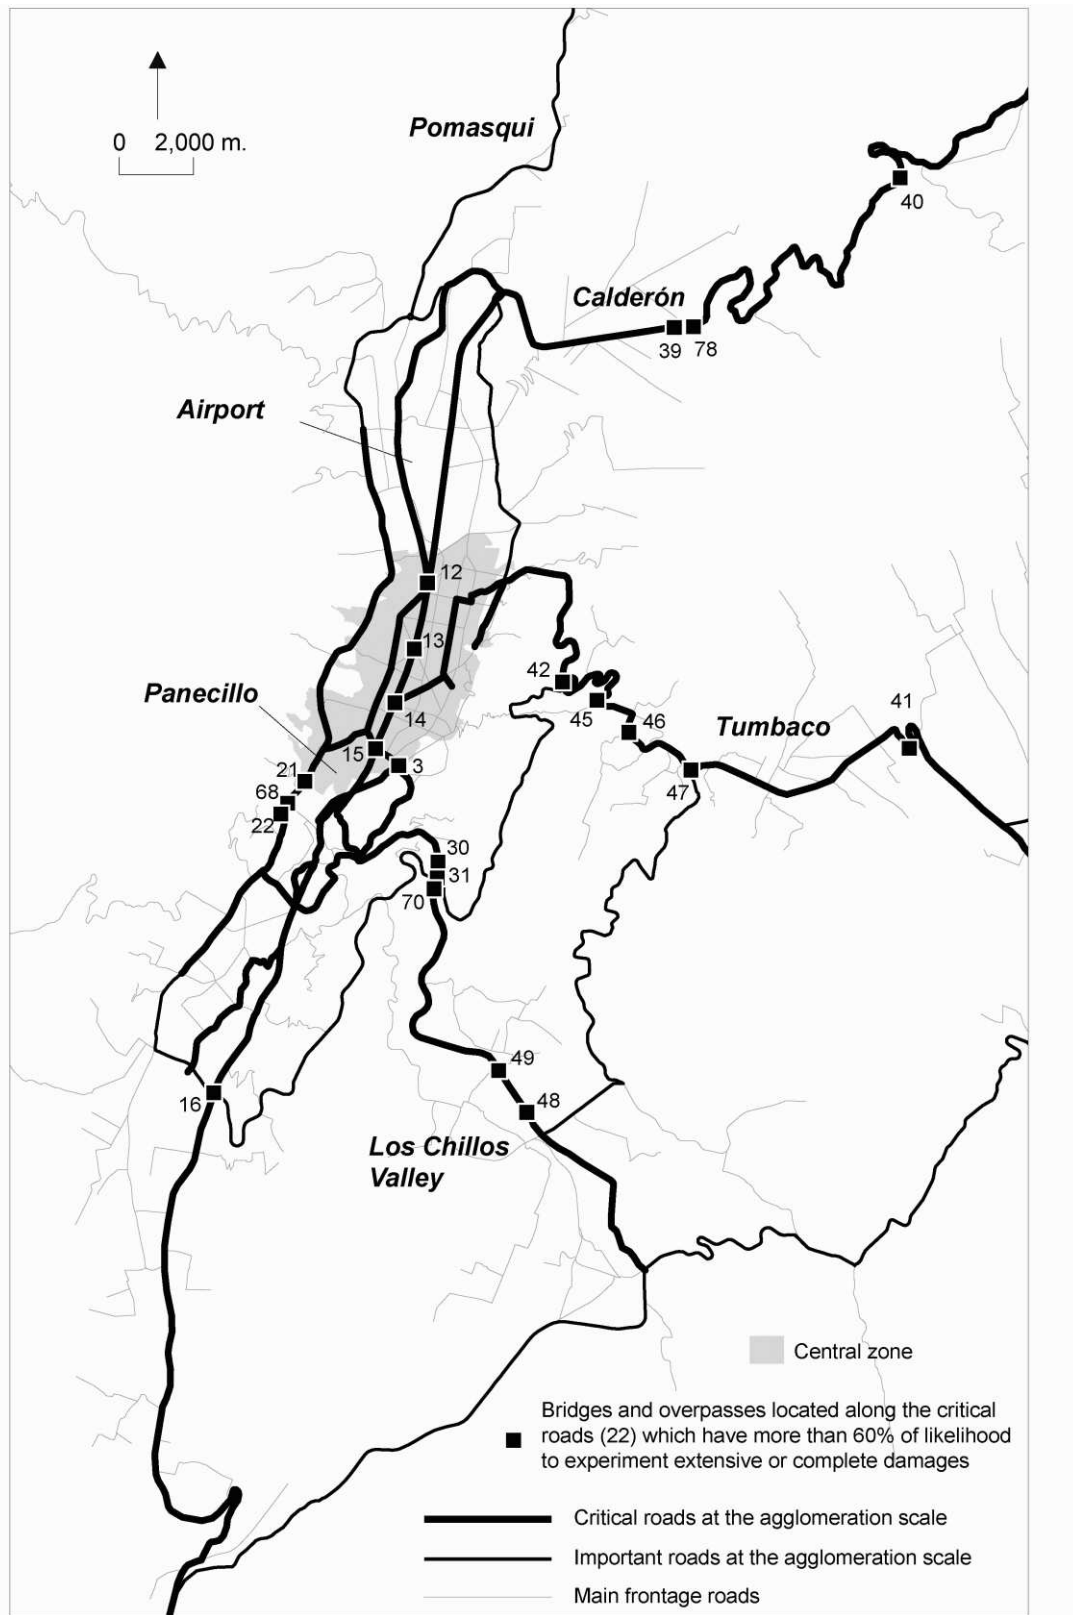 Pomasqui
0 2,000 m.
40
Calderón
39 78
Airport
12
13
42
Panecillo
14
45
46
41
Tumbaco
15
3
21
68
22
47
30
31
70
49
16
48
Los Chillos
Valley
Central zone
Bridges and overpasses located along the critical
roads (22) which have more than 60% of likelihood
to experiment extensive or complete damages
Critical roads at the agglomeration scale
Important roads at the agglomeration scale
Main frontage roads